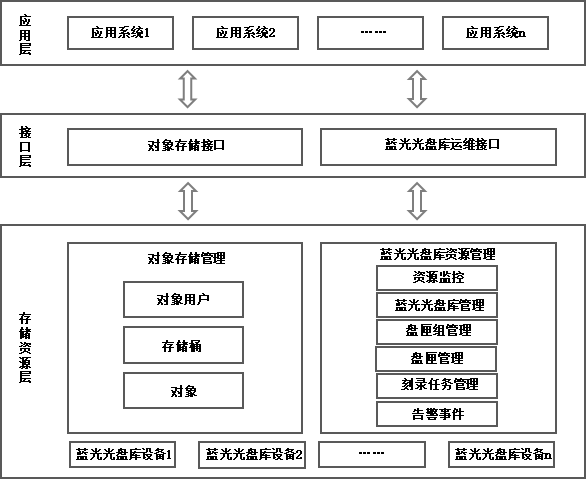 应用层
应用系统1
应用系统2
……
应用系统n
接口层
对象存储接口
蓝光光盘库运维接口
存储资源层
对象存储管理
对象用户
存储桶
对象
蓝光光盘库资源管理
资源监控
蓝光光盘库管理
盘匣组管理
盘匣管理
刻录任务管理
告警事件
蓝光光盘库设备1
蓝光光盘库设备2
……
蓝光光盘库设备n